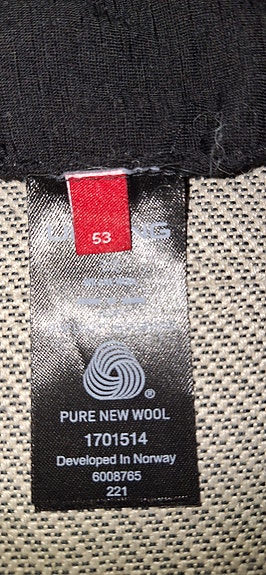 53
PURE NEW WOOL
1701514
Developed in Norway
6008765
221